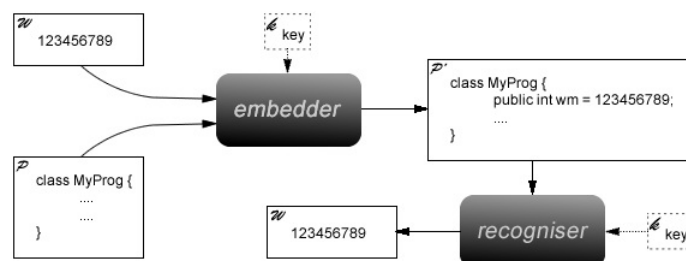 𝓌
123456789
𝓀
key
embedder
𝒫
class MyProg {
....
....
}
𝒫'
class MyProg {
public int wm = 123456789;
....
}
recogniser
𝓀
key
𝓌
123456789